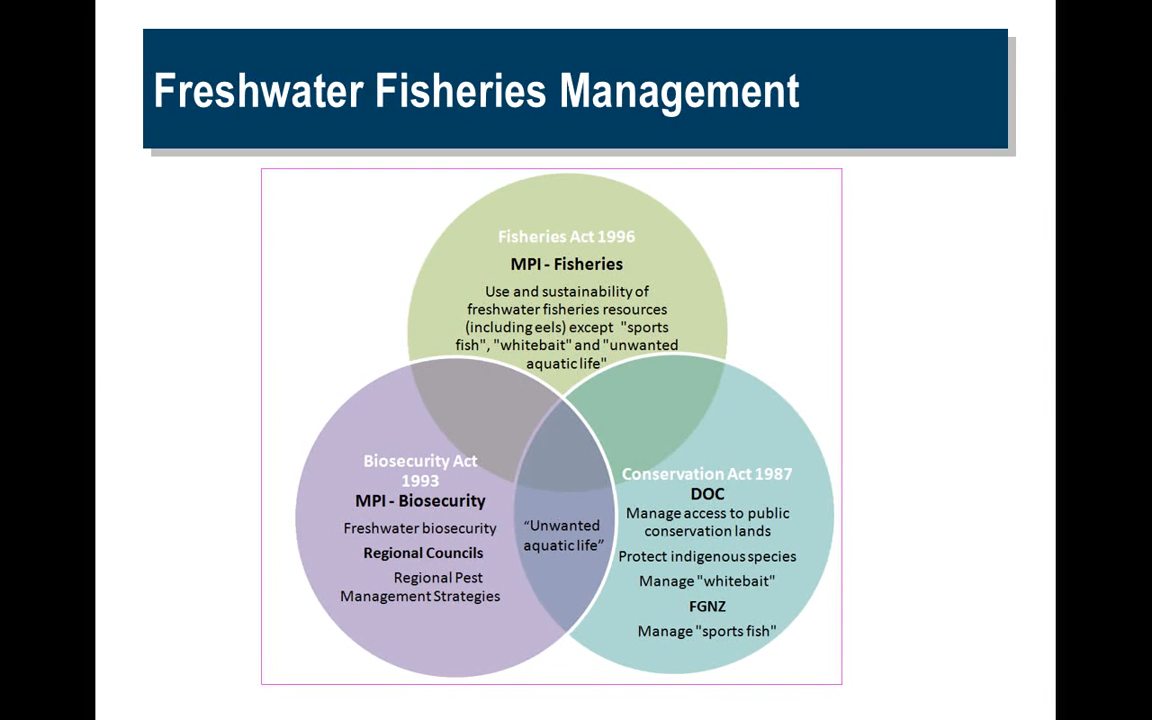 Freshwater Fisheries Management
Fisheries Act 1996
MPI - Fisheries
Use and sustainability of
freshwater fisheries resources
(including eels) except "sports
fish", "whitebait" and "unwanted
aquatic life"
Biosecurity Act
1993
MPI - Biosecurity
Freshwater biosecurity
Regional Councils
Regional Pest
Management Strategies
“Unwanted
aquatic life”
Conservation Act 1987
DOC
Manage access to public
conservation lands
Protect indigenous species
Manage "whitebait"
FGNZ
Manage "sports fish"